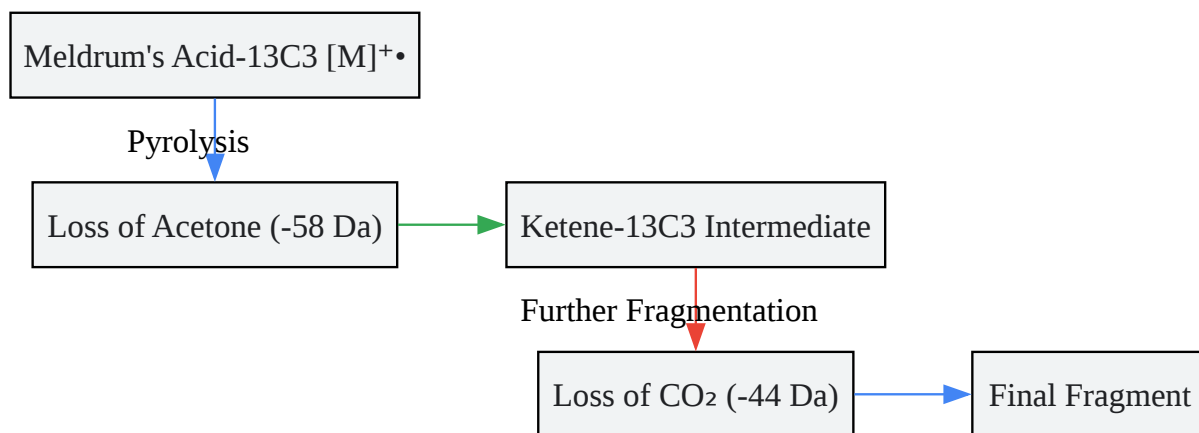 Meldrum's Acid-13C3 [M]⁺•
Pyrolysis
Loss of Acetone (-58 Da)
Ketene-13C3 Intermediate
Further Fragmentation
Loss of CO₂ (-44 Da)
Final Fragment